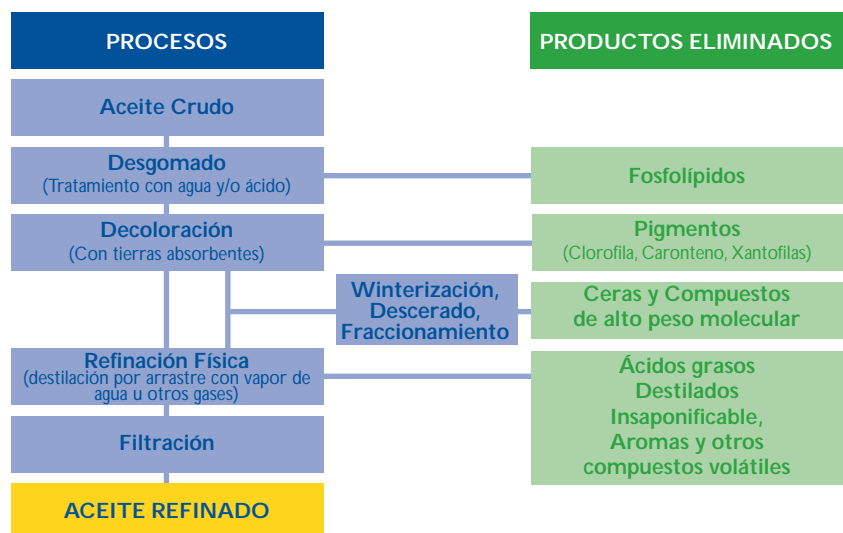 PROCESOS
PRODUCTOS ELIMINADOS
Aceite Crudo
Desgomado
(Tratamiento con agua y/o ácido)
Fosfolípidos
Decoloración
(Con tierras absorbentes)
Pigmentos
(Clorofila, Caronteno, Xantofilas)
Winterización,
Descerado,
Fraccionamiento
Ceras y Compuestos
de alto peso molecular
Refinación Física
(destilación por arrastre con vapor de
agua u otros gases)
Ácidos grasos
Destilados
Insaponificable,
Aromas y otros
compuestos volátiles
Filtración
ACEITE REFINADO